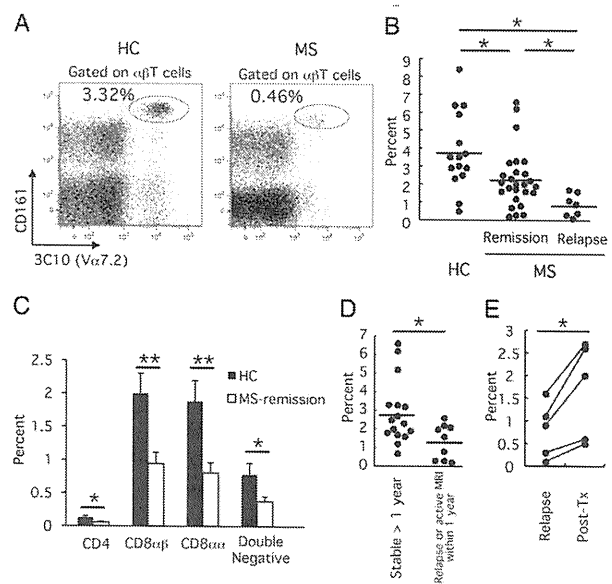 A
HC
MS
Gated on αβT cells
Gated on αβT cells
3.32%
0.46%
CD161
3C10 (Vα7.2)
B
*
*
*
Percent
9
8
7
6
5
4
3
2
1
0
Remission
Relapse
HC
MS
C
Percent
2.5
2
1.5
1
0.5
0
**
**
*
*
HC
MS-remission
CD4
CD8αβ
CD8αα
Double
Negative
D
*
Percent
7
6
5
4
3
2
1
0
Stable > 1 year
Relapse or active MRI
within 1 year
E
*
Percent
3
2.5
2
1.5
1
0.5
0
Relapse
Post-Tx